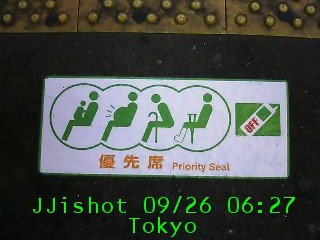 OFF
優先席 Priority Seat
JJishot 09/26 06:27
Tokyo